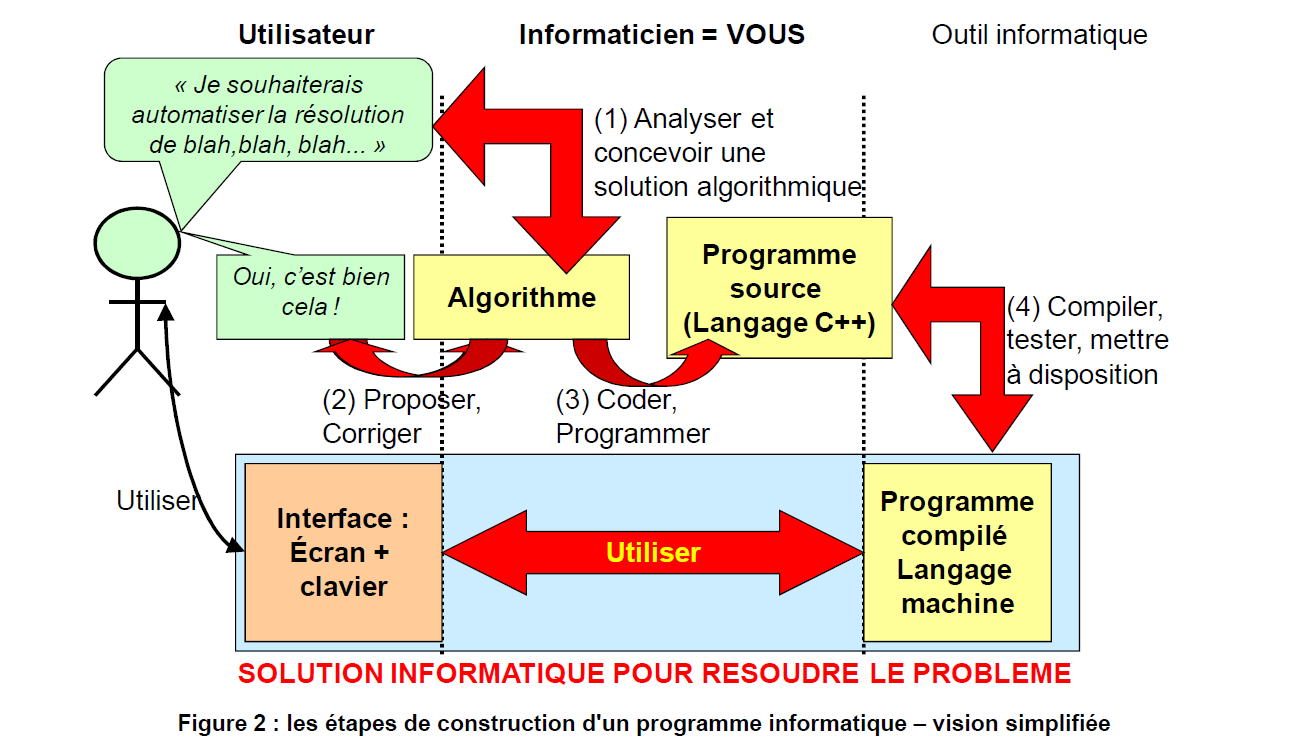 Utilisateur
Informaticien = VOUS
Outil informatique
« Je souhaiterais
automatiser la résolution
de blah,blah, blah... »
(1) Analyser et
concevoir une
solution algorithmique
Oui, c'est bien
cela !
Algorithme
Programme
source
(Langage C++)
(4) Compiler,
tester, mettre
à disposition
(2) Proposer,
Corriger
(3) Coder,
Programmer
Utiliser
Interface :
Écran +
clavier
Utiliser
Programme
compilé
Langage
machine
SOLUTION INFORMATIQUE POUR RESOUDRE LE PROBLEME
Figure 2 : les étapes de construction d'un programme informatique – vision simplifiée